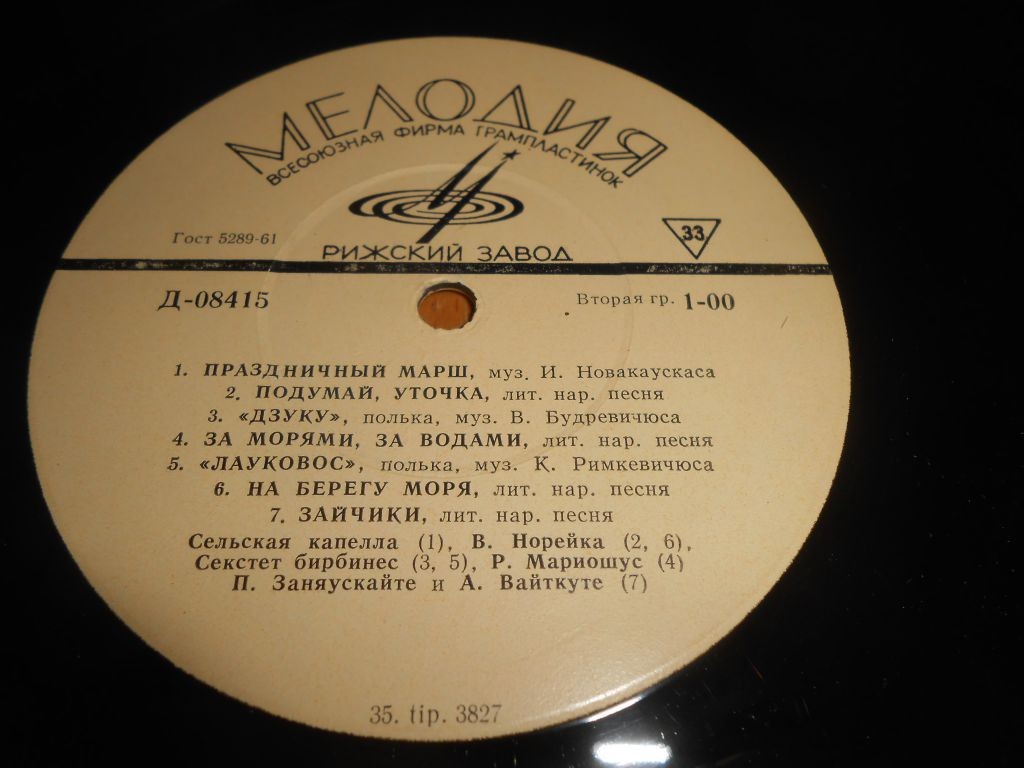 МЕЛОДИЯ
ВСЕСОЮЗНАЯ ФИРМА ГРАМПЛАСТИНОК
Гост 5289-61
33
РИЖСКИЙ ЗАВОД
Д-08415
Вторая гр. 1-00
1. ПРАЗДНИЧНЫЙ МАРШ, муз. И. Новакаускаса
2. ПОДУМАЙ, УТОЧКА, лит. нар. песня
3. «ДЗУКУ», полька, муз. В. Будревичюса
4. ЗА МОРЯМИ, ЗА ВОДАМИ, лит. нар. песня
5. «ЛАУКОВОС», полька, муз. К. Римкевичюса
6. НА БЕРЕГУ МОРЯ, лит. нар. песня
7. ЗАЙЧИКИ, лит. нар. песня
Сельская капелла (1), В. Норейка (2, 6),
Секстет бирбинес (3, 5), Р. Мариошус (4)
П. Заняускайте и А. Вайткуте (7)
35. tip. 3827